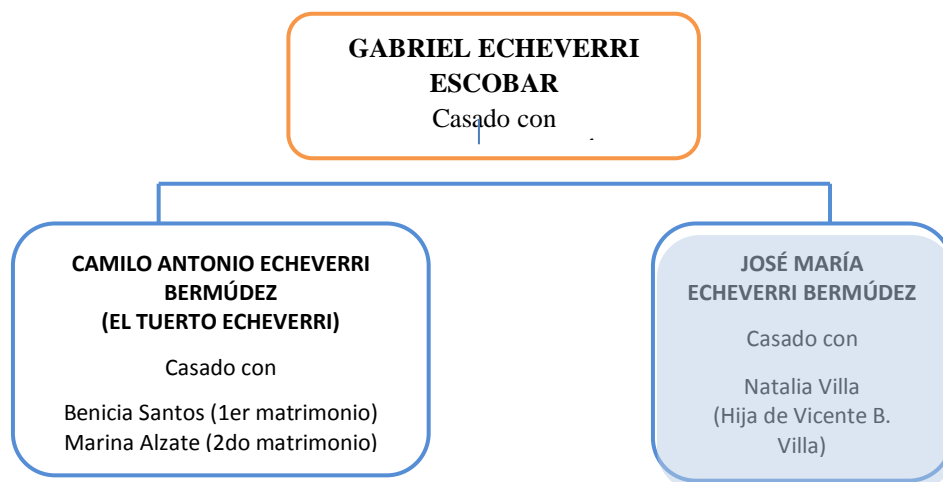 GABRIEL ECHEVERRI
ESCOBAR
Casado con
CAMILO ANTONIO ECHEVERRI
BERMÚDEZ
(EL TUERTO ECHEVERRI)
Casado con
Benicia Santos (1er matrimonio)
Marina Alzate (2do matrimonio)
JOSÉ MARÍA
ECHEVERRI BERMÚDEZ
Casado con
Natalia Villa
(Hija de Vicente B.
Villa)